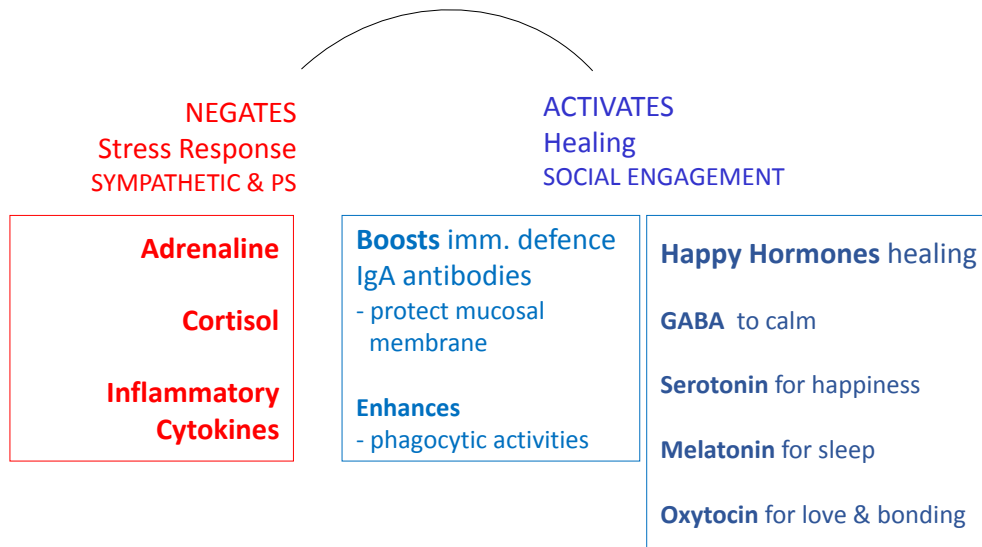 NEGATES
Stress Response
SYMPATHETIC & PS
ACTIVATES
Healing
SOCIAL ENGAGEMENT
Adrenaline
Cortisol
Inflammatory
Cytokines
Boosts imm. defence
IgA antibodies
- protect mucosal
membrane
Enhances
- phagocytic activities
Happy Hormones healing
GABA to calm
Serotonin for happiness
Melatonin for sleep
Oxytocin for love & bonding